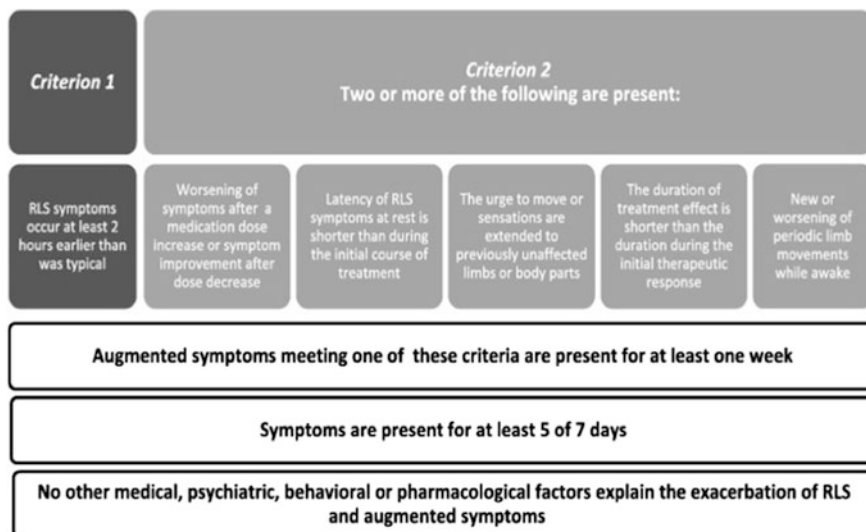 Criterion 1
Criterion 2
Two or more of the following are present:
RLS symptoms
occur at least 2
hours earlier than
was typical
Worsening of
symptoms after a
medication dose
increase or symptom
improvement after
dose decrease
Latency of RLS
symptoms at rest is
shorter than during
the initial course of
treatment
The urge to move or
sensations are
extended to
previously unaffected
limbs or body parts
The duration of
treatment effect is
shorter than the
duration during the
initial therapeutic
response
New or
worsening of
periodic limb
movements
while awake
Augmented symptoms meeting one of these criteria are present for at least one week
Symptoms are present for at least 5 of 7 days
No other medical, psychiatric, behavioral or pharmacological factors explain the exacerbation of RLS
and augmented symptoms